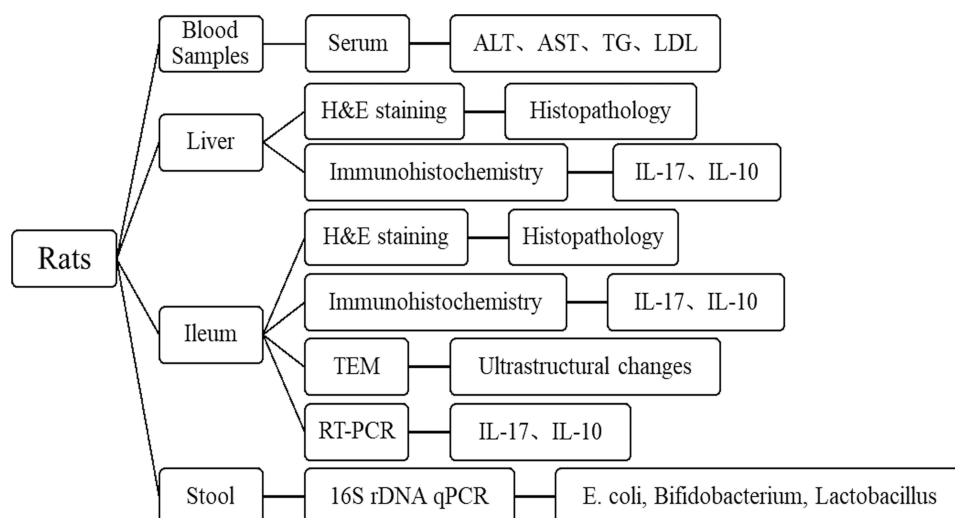 Blood
Samples
Serum
ALT、AST、TG、LDL
Liver
H&E staining
Histopathology
Immunohistochemistry
IL-17、IL-10
Rats
Ileum
H&E staining
Histopathology
Immunohistochemistry
IL-17、IL-10
TEM
Ultrastructural changes
RT-PCR
IL-17、IL-10
Stool
16S rDNA qPCR
E. coli, Bifidobacterium, Lactobacillus